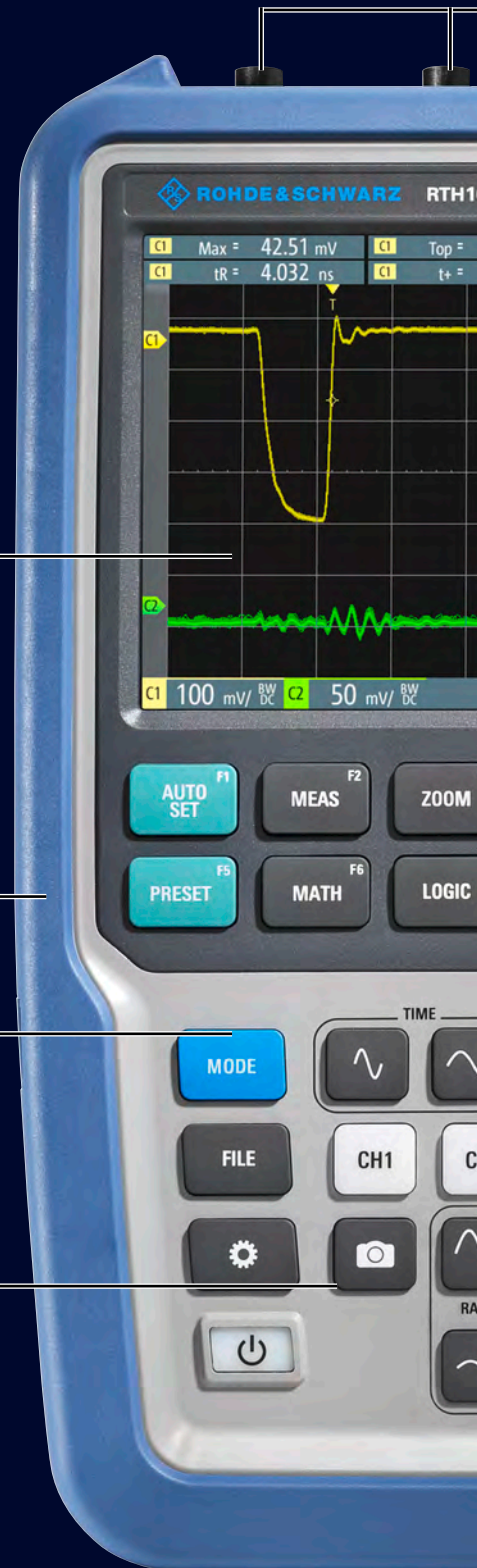 ROHDE&SCHWARZ RTH1
C1 Max = 42.51 mV C1 Top =
C1 tR = 4.032 ns C1 t+ =
T
C1
C2
C1 100 mV/ BW DC C2 50 mV/ BW DC
AUTO SET F1 MEAS F2 ZOOM
PRESET F5 MATH F6 LOGIC
TIME
MODE
FILE CH1 C
RA